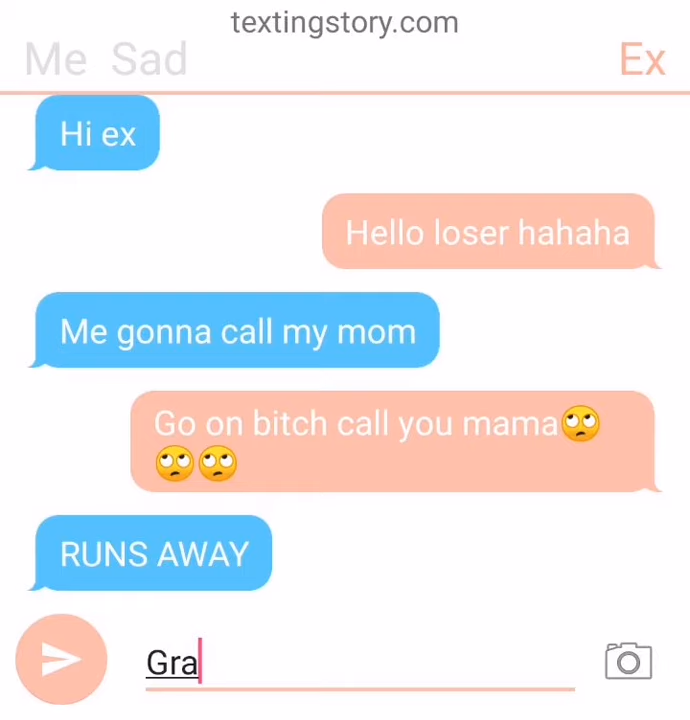 textingstory.com
Me Sad
Ex
Hi ex
Hello loser hahaha
Me gonna call my mom
Go on bitch call you mama🙄
🙄🙄
RUNS AWAY
Gra